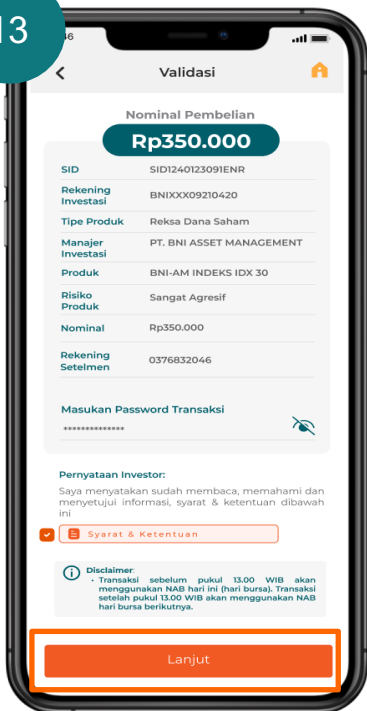 13
46
Validasi
Nominal Pembelian
Rp350.000
SID SID1240123091ENR
Rekening
Investasi BNIXXX09210420
Tipe Produk Reksa Dana Saham
Manajer
Investasi PT. BNI ASSET MANAGEMENT
Produk BNI-AM INDEKS IDX 30
Risiko
Produk Sangat Agresif
Nominal Rp350.000
Rekening
Setelmen 0376832046
Masukan Password Transaksi
**************
Pernyataan Investor:
Saya menyatakan sudah membaca, memahami dan
menyetujui informasi, syarat & ketentuan dibawah
ini
Syarat & Ketentuan
Disclaimer:
• Transaksi sebelum pukul 13.00 WIB akan
menggunakan NAB hari ini (hari bursa). Transaksi
setelah pukul 13.00 WIB akan menggunakan NAB
hari bursa berikutnya.
Lanjut